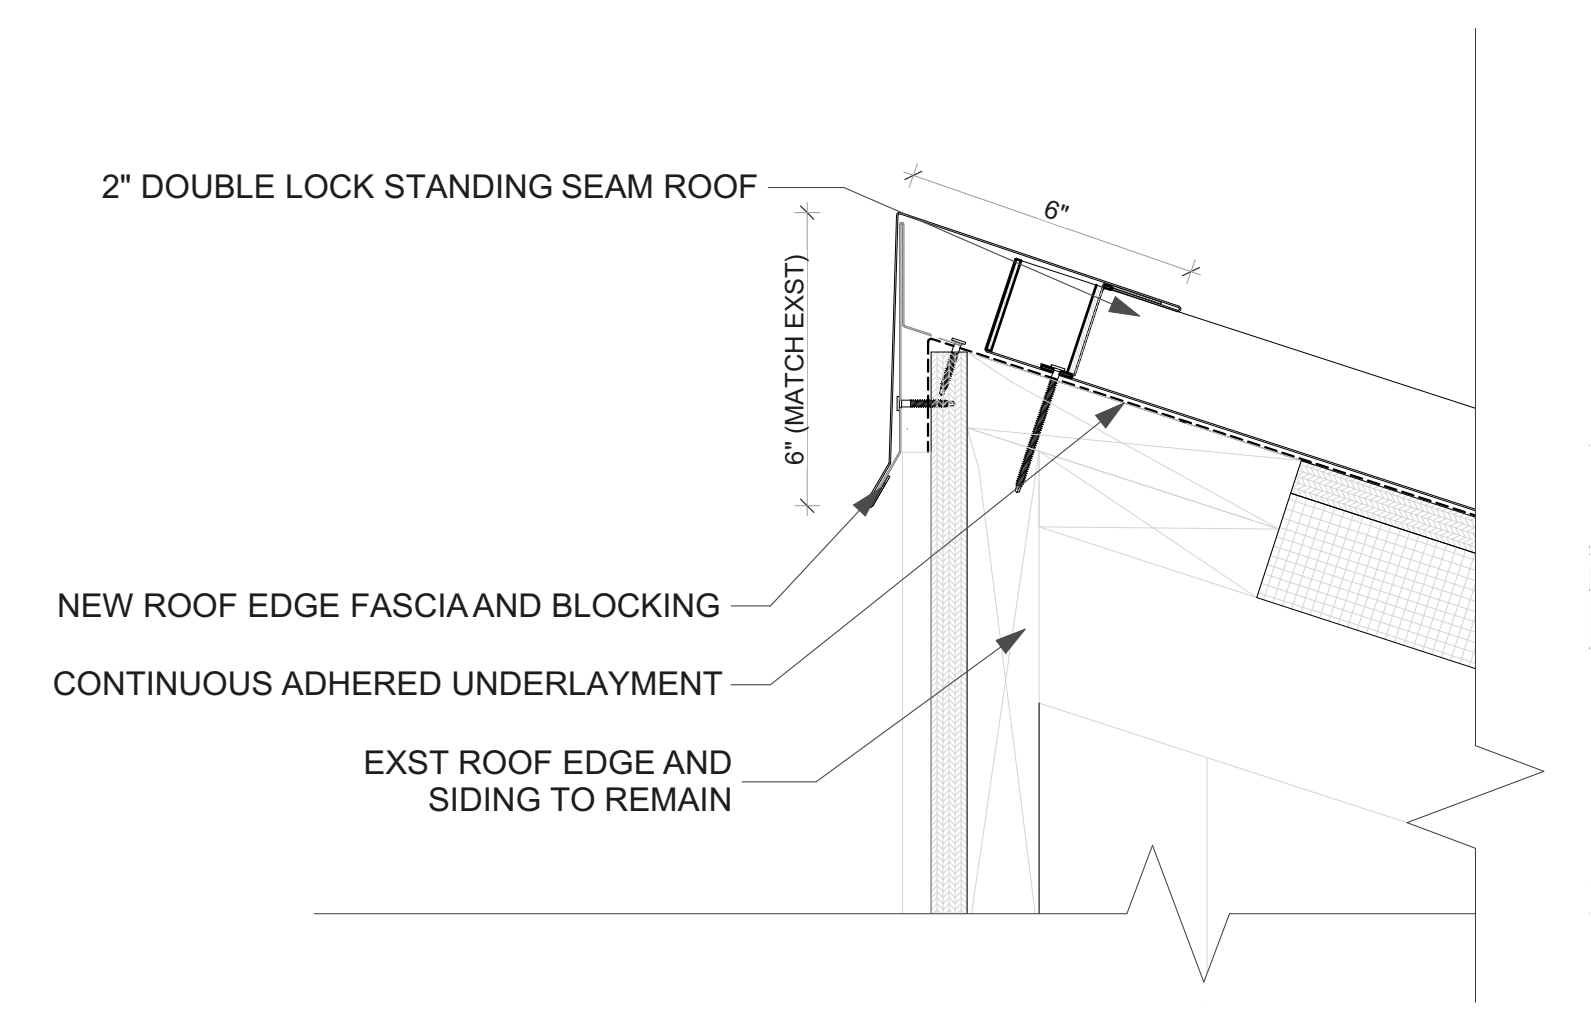 2" DOUBLE LOCK STANDING SEAM ROOF
6"
6" (MATCH EXST)
NEW ROOF EDGE FASCIA AND BLOCKING
CONTINUOUS ADHERED UNDERLAYMENT
EXST ROOF EDGE AND
SIDING TO REMAIN